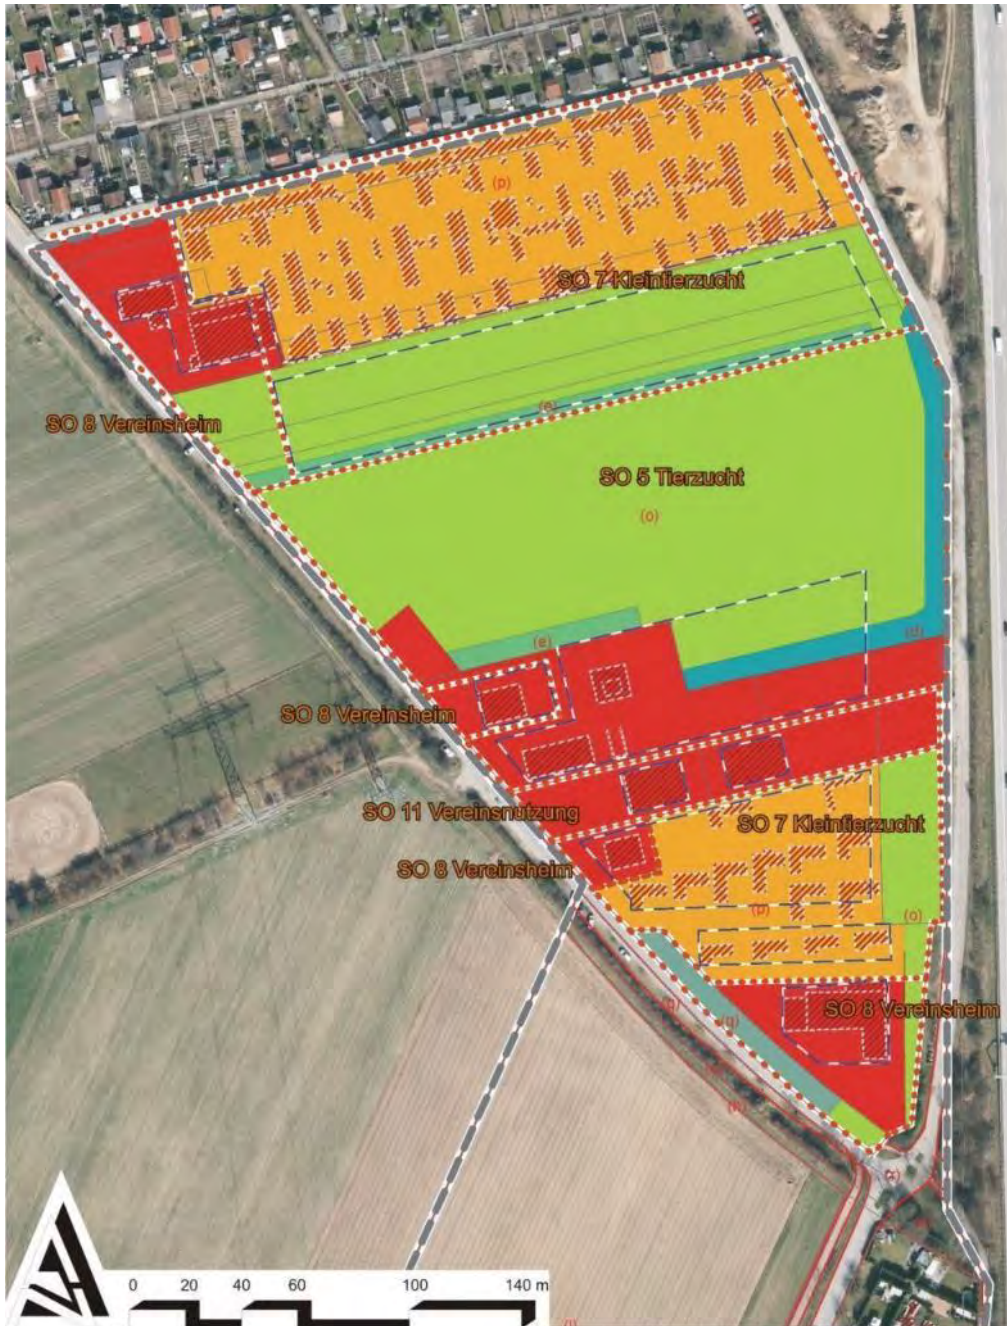 (p)
(r)
SO 7 Kleintierzucht
(e)
SO 8 Vereinsheim
SO 5 Tierzucht
(o)
(e)
(d)
SO 8 Vereinsheim
SO 11 Vereinsnutzung
SO 7 Kleintierzucht
SO 8 Vereinsheim
(p)
(o)
SO 8 Vereinsheim
(q)
(q)
0 20 40 60 100 140 m